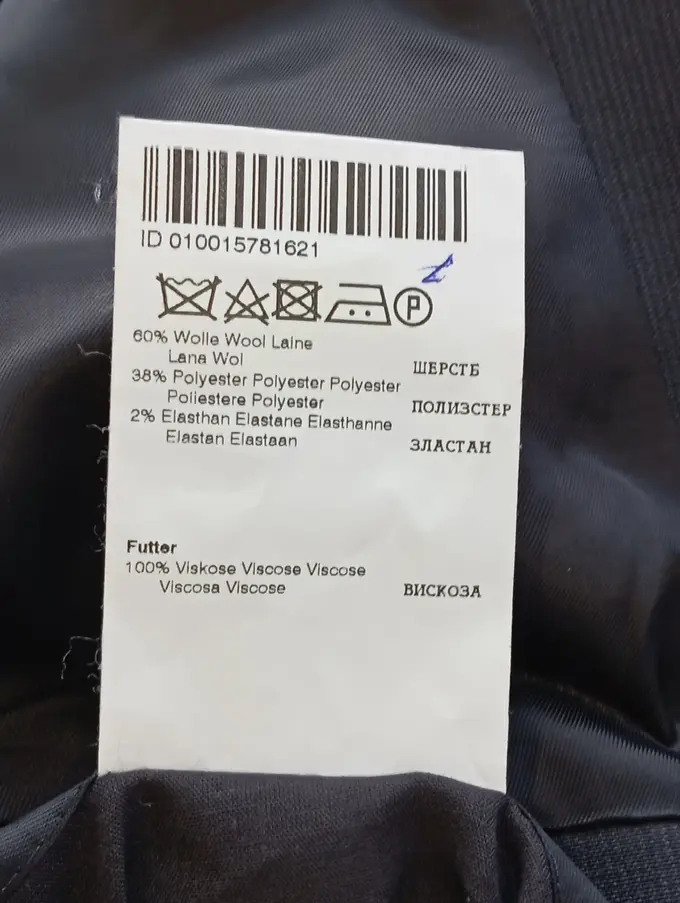 ID 010015781621
P
60% Wolle Wool Laine
Lana Wol
ШЕРСТБ
38% Polyester Polyester Polyester
Poliestere Polyester
ПОЛИЗСТЕР
2% Elasthan Elastane Elasthanne
Elastan Elastaan
ЗЛАСТАН
Futter
100% Viskose Viscose Viscose
Viscosa Viscose
ВИСКОЗА